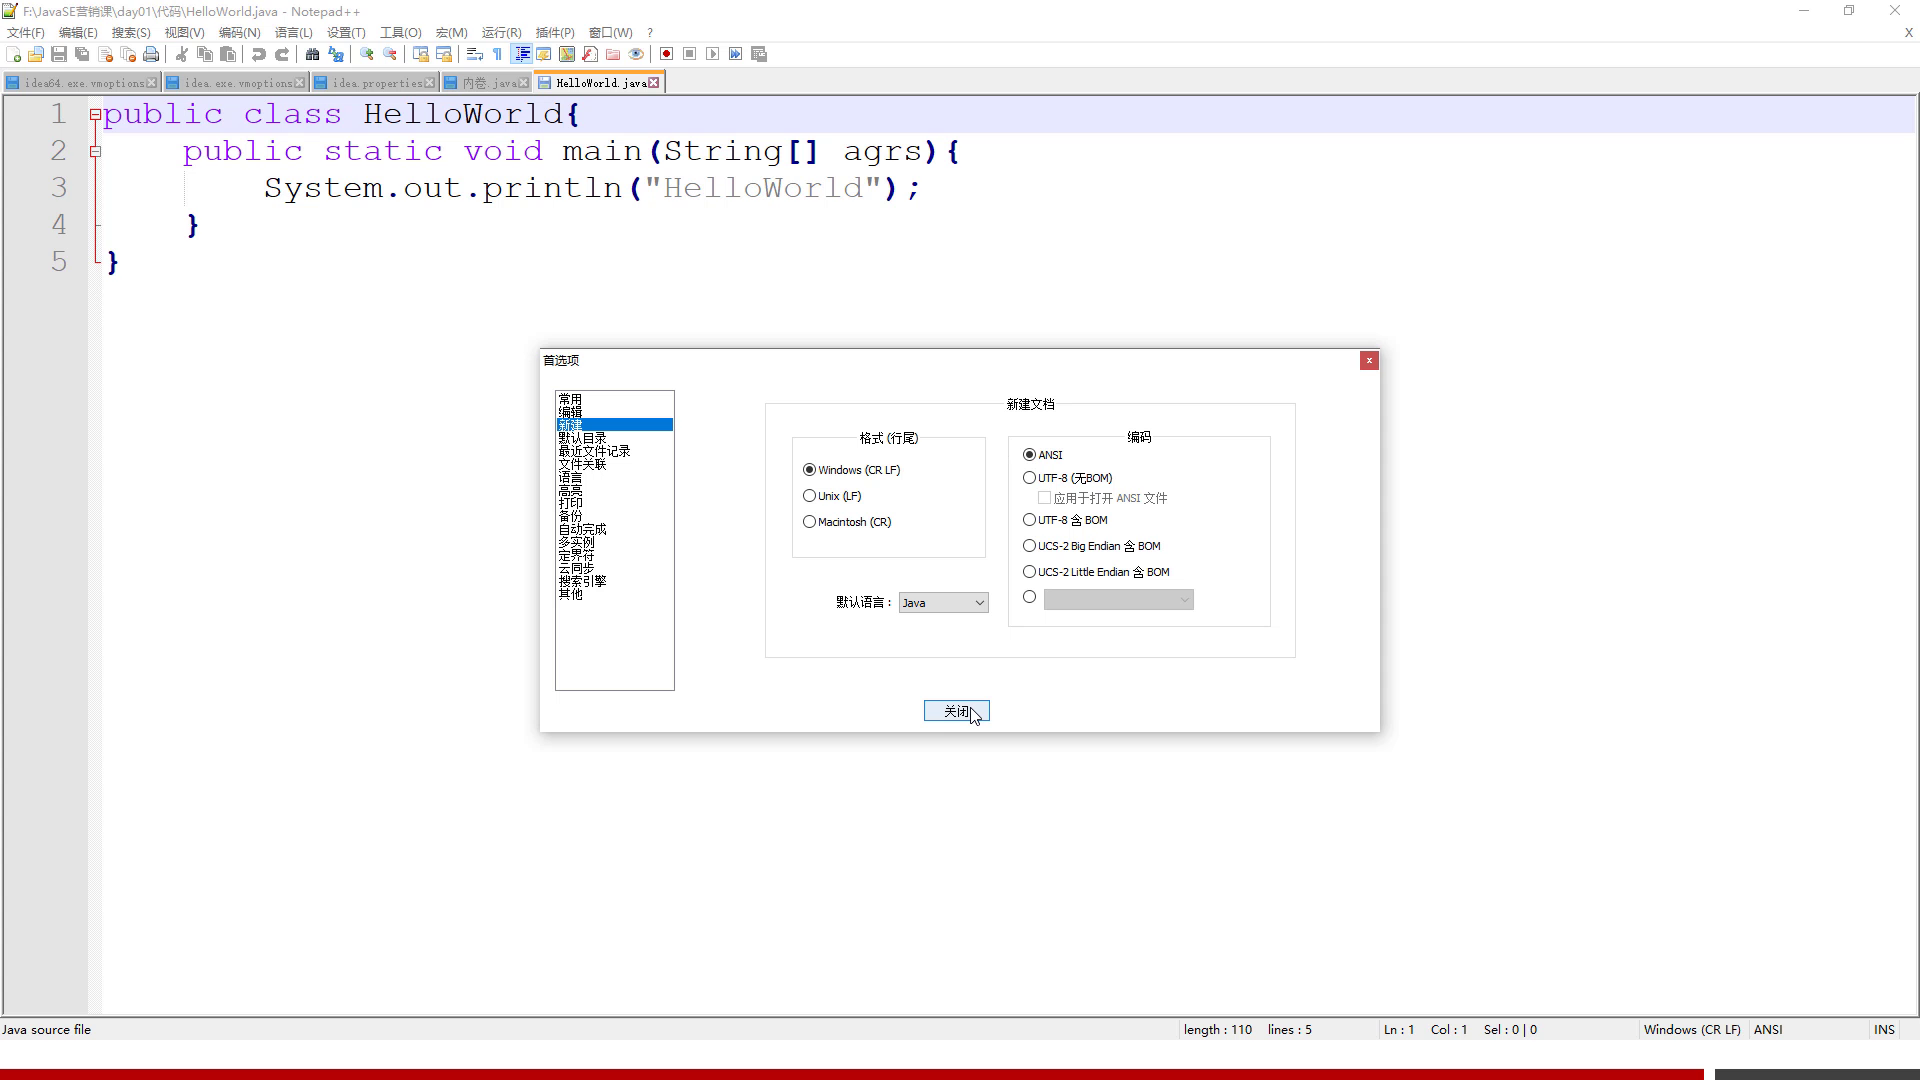 F:\JavaSE营销课\day01\代码\HelloWorld.java - Notepad++
文件(F) 编辑(E) 搜索(S) 视图(V) 编码(N) 语言(L) 设置(T) 工具(O) 宏(M) 运行(R) 插件(P) 窗口(W) ? X
idea64.exe.vmoptions idea.exe.vmoptions idea.properties 内卷.java HelloWorld.java
1 public class HelloWorld{
2 public static void main(String[] agrs){
3 System.out.println("HelloWorld");
4 }
5 }
首选项
常用
编辑
新建
默认目录
最近文件记录
文件关联
语言
高亮
打印
备份
自动完成
多实例
定界符
云同步
搜索引擎
其他
新建文档
格式 (行尾)
Windows (CR LF)
Unix (LF)
Macintosh (CR)
默认语言： Java
编码
ANSI
UTF-8 (无BOM)
应用于打开 ANSI 文件
UTF-8 含 BOM
UCS-2 Big Endian 含 BOM
UCS-2 Little Endian 含 BOM
关闭
Java source file length : 110 lines : 5 Ln : 1 Col : 1 Sel : 0 | 0 Windows (CR LF) ANSI INS